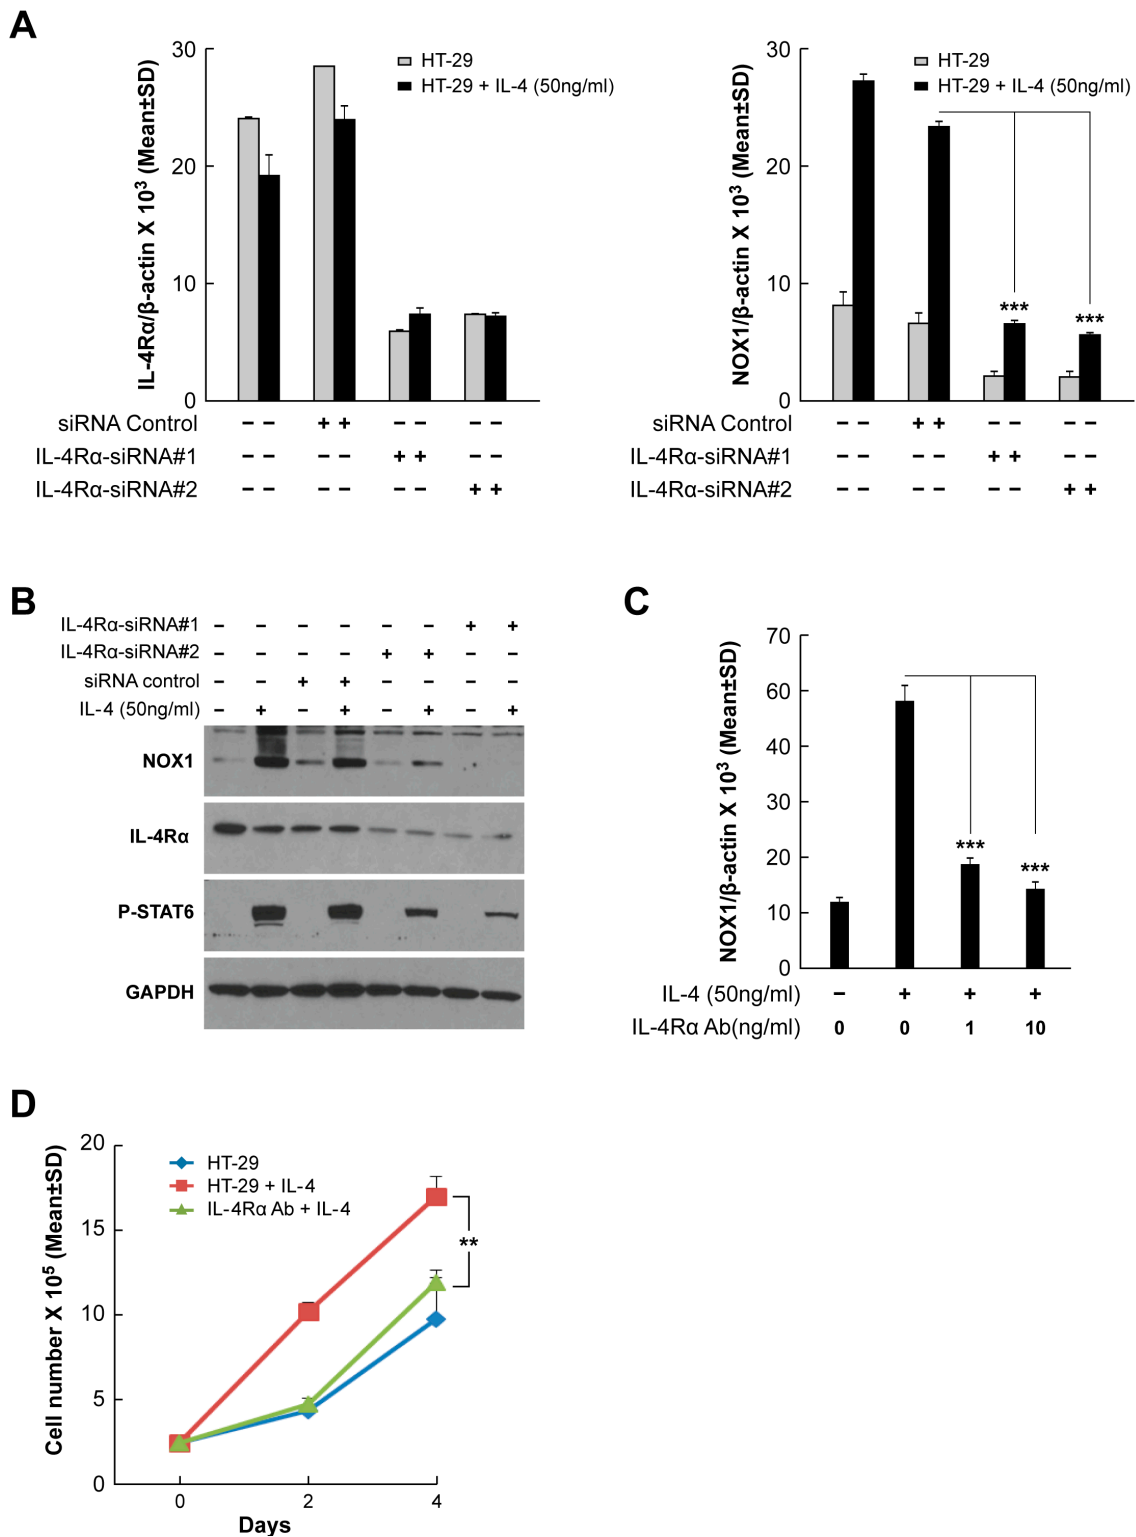 A
IL-4Rα/β-actin X 10³ (Mean±SD)
30
20
10
0
HT-29
HT-29 + IL-4 (50ng/ml)
siRNA Control – – + + – – – –
IL-4Rα-siRNA#1 – – – – + + – –
IL-4Rα-siRNA#2 – – – – – – + +
NOX1/β-actin X 10³ (Mean±SD)
30
20
10
0
HT-29
HT-29 + IL-4 (50ng/ml)
***
***
siRNA Control – – + + – – – –
IL-4Rα-siRNA#1 – – – – + + – –
IL-4Rα-siRNA#2 – – – – – – + +
B
IL-4Rα-siRNA#1 – – – – – – + +
IL-4Rα-siRNA#2 – – – – + + – –
siRNA control – – + + – – – –
IL-4 (50ng/ml) – + – + – + – +
NOX1
IL-4Rα
P-STAT6
GAPDH
C
NOX1/β-actin X 10³ (Mean±SD)
70
60
50
40
30
20
10
0
***
***
IL-4 (50ng/ml) – + + +
IL-4Rα Ab(ng/ml) 0 0 1 10
D
Cell number X 10⁵ (Mean±SD)
20
15
10
5
0
HT-29
HT-29 + IL-4
IL-4Rα Ab + IL-4
**
0 2 4
Days